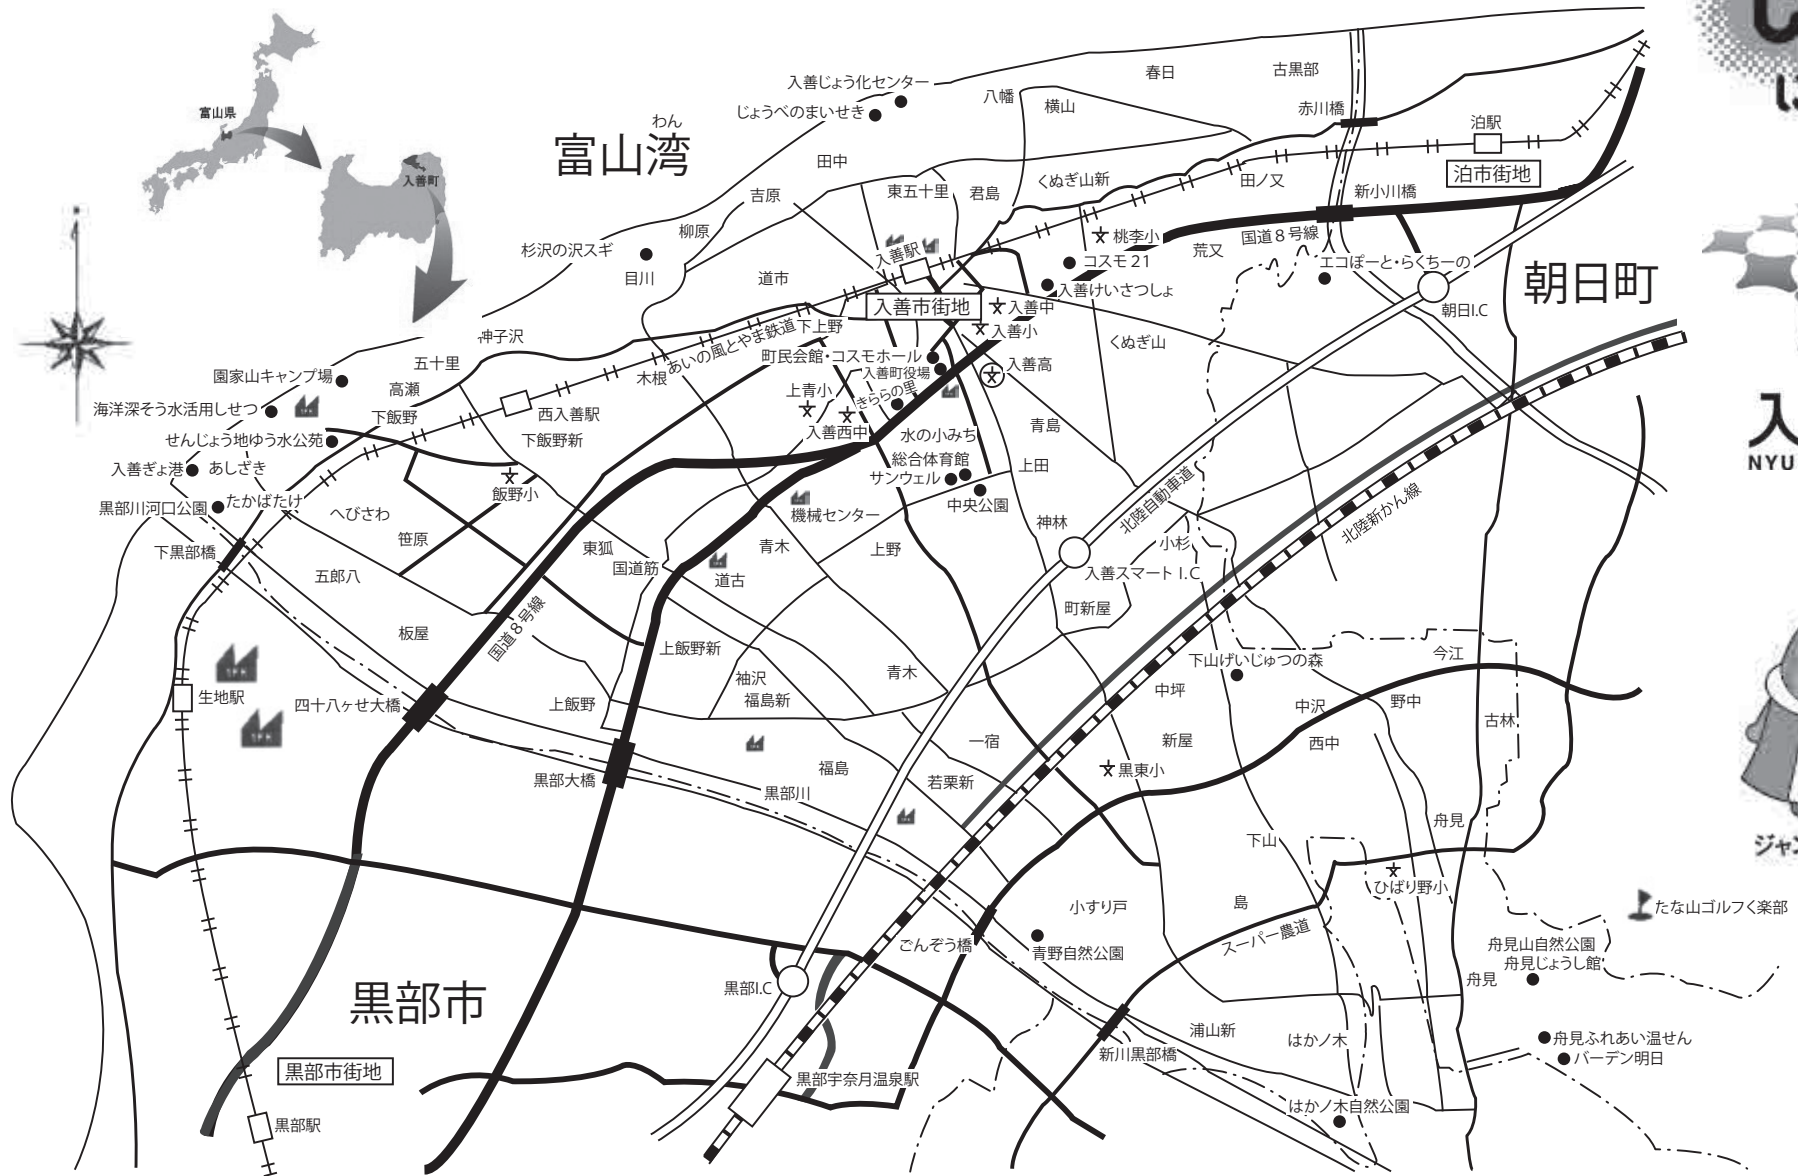 富山県
入善町
わん
富山湾
入善じょう化センター
じょうべのまいせき
八幡
横山
春日
古黒部
赤川橋
泊駅
泊市街地
田中
吉原
東五十里
君島
くぬぎ山新
田ノ又
新小川橋
杉沢の沢スギ
柳原
目川
道市
入善駅
桃李小
コスモ21
荒又
国道8号線
エコぽーと・らくちーの
朝日町
入善市街地
入善けいさつしょ
入善中
朝日I.C
神子沢
あいの風とやま鉄道
下上野
入善小
くぬぎ山
五十里
木根
町民会館・コスモホール
入善町役場
入善高
園家山キャンプ場
高瀬
上青小
きららの里
海洋深そう水活用しせつ
下飯野
西入善駅
入善西中
水の小みち
青島
せんじょう地ゆう水公苑
下飯野新
総合体育館
上田
入善ぎょ港
あしざき
サンウェル
飯野小
中央公園
黒部川河口公園
たかばたけ
へびさわ
機械センター
北陸自動車道
北陸新かん線
神林
笹原
下黒部橋
東狐
青木
上野
小杉
国道筋
道古
入善スマート I.C
五郎八
町新屋
国道8号線
板屋
上飯野新
青木
下山げいじゅつの森
今江
袖沢
中坪
福島新
生地駅
四十八ヶせ大橋
上飯野
中沢
野中
古林
一宿
新屋
西中
黒部大橋
福島
若栗新
黒東小
黒部川
下山
舟見
ひばり野小
小すり戸
島
たな山ゴルフく楽部
スーパー農道
ごんぞう橋
青野自然公園
舟見山自然公園
舟見じょうし館
舟見
黒部I.C
黒部市
浦山新
はかノ木
舟見ふれあい温せん
バーデン明日
新川黒部橋
黒部市街地
黒部宇奈月温泉駅
はかノ木自然公園
黒部駅
入
NYU
ジャン